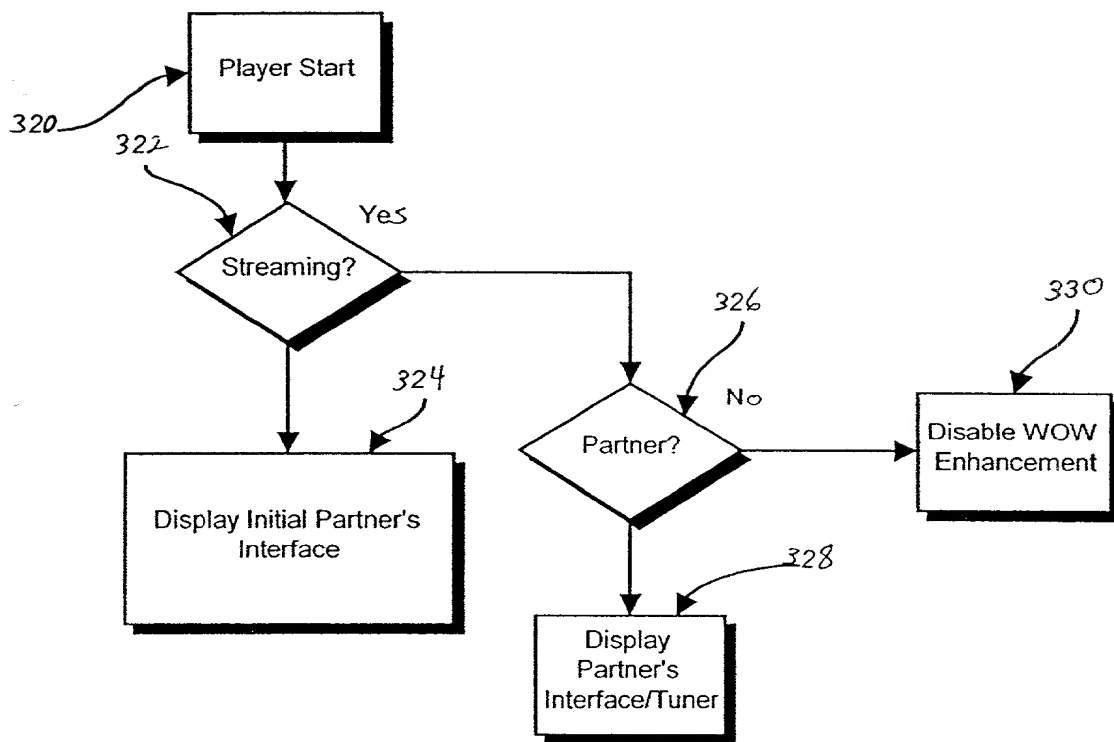 Player Start
320
322
Yes
Streaming?
326
330
324
No
Partner?
Disable WOW
Enhancement
Display Initial Partner's
Interface
328
Display
Partner's
Interface/Tuner